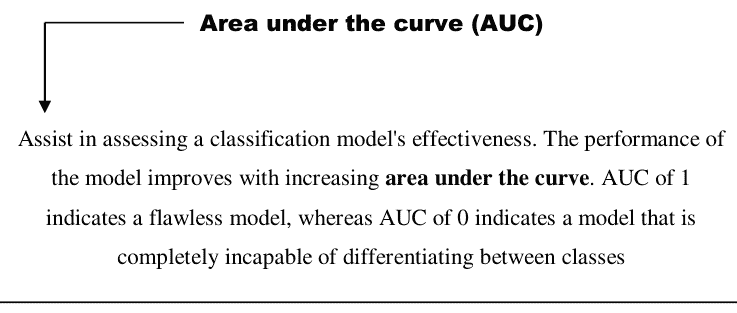 Area under the curve (AUC)
Assist in assessing a classification model's effectiveness. The performance of
the model improves with increasing area under the curve. AUC of 1
indicates a flawless model, whereas AUC of 0 indicates a model that is
completely incapable of differentiating between classes